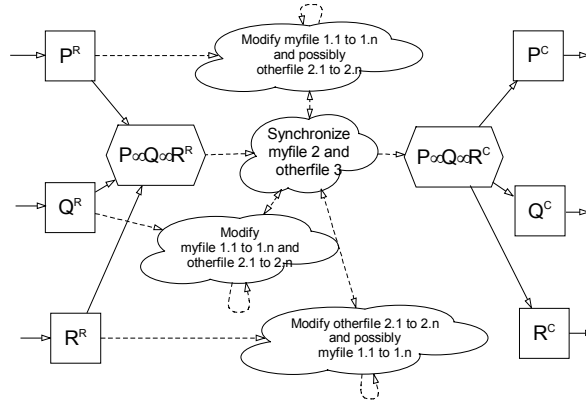 P^R
Modify myfile 1.1 to 1.n
and possibly
otherfile 2.1 to 2.n
P^C
P∝Q∝R^R
Synchronize
myfile 2 and
otherfile 3
P∝Q∝R^C
Q^R
Modify
myfile 1.1 to 1.n and
otherfile 2.1 to 2.n
Q^C
R^R
Modify otherfile 2.1 to 2.n
and possibly
myfile 1.1 to 1.n
R^C